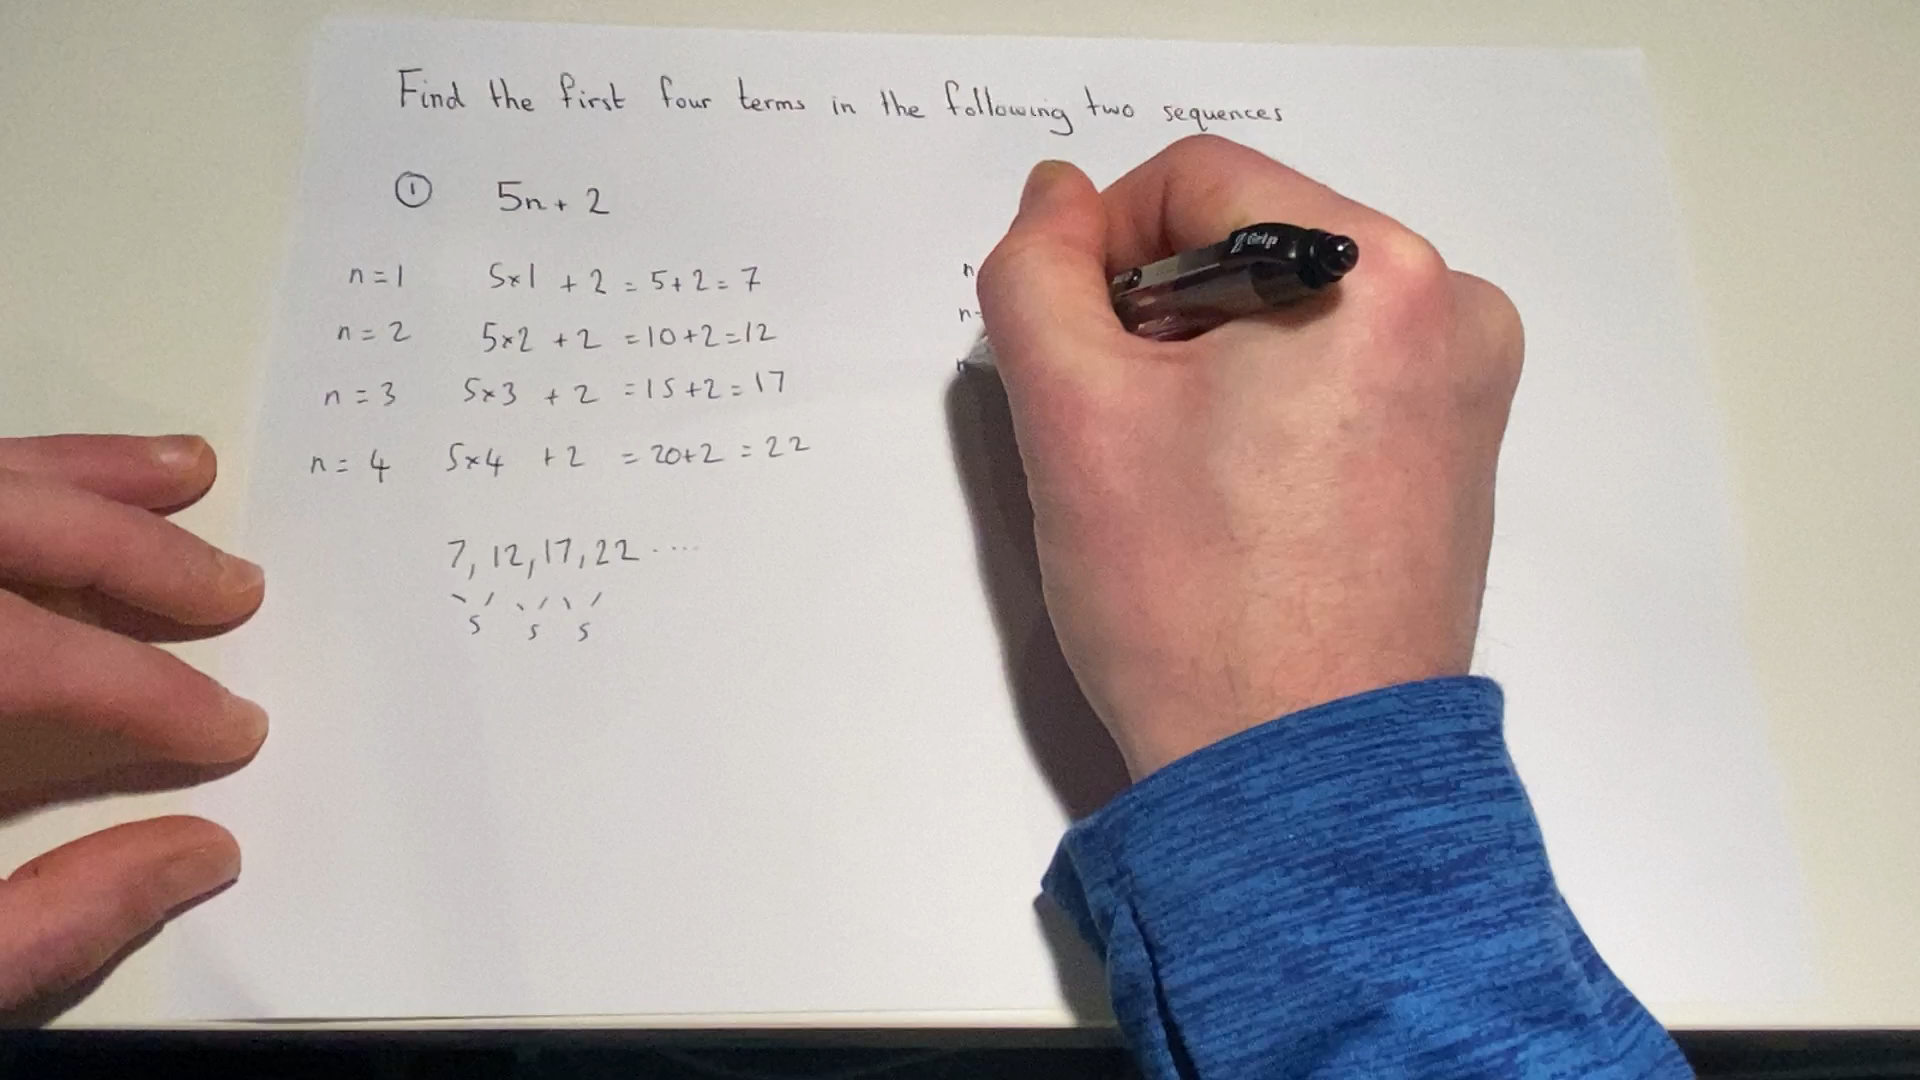 Find the first four terms in the following two sequences
① 5n + 2
n = 1 5×1 + 2 = 5 + 2 = 7
n = 2 5×2 + 2 = 10 + 2 = 12
n = 3 5×3 + 2 = 15 + 2 = 17
n = 4 5×4 + 2 = 20 + 2 = 22
7, 12, 17, 22 ....
5 5 5
n
n
Z Grip